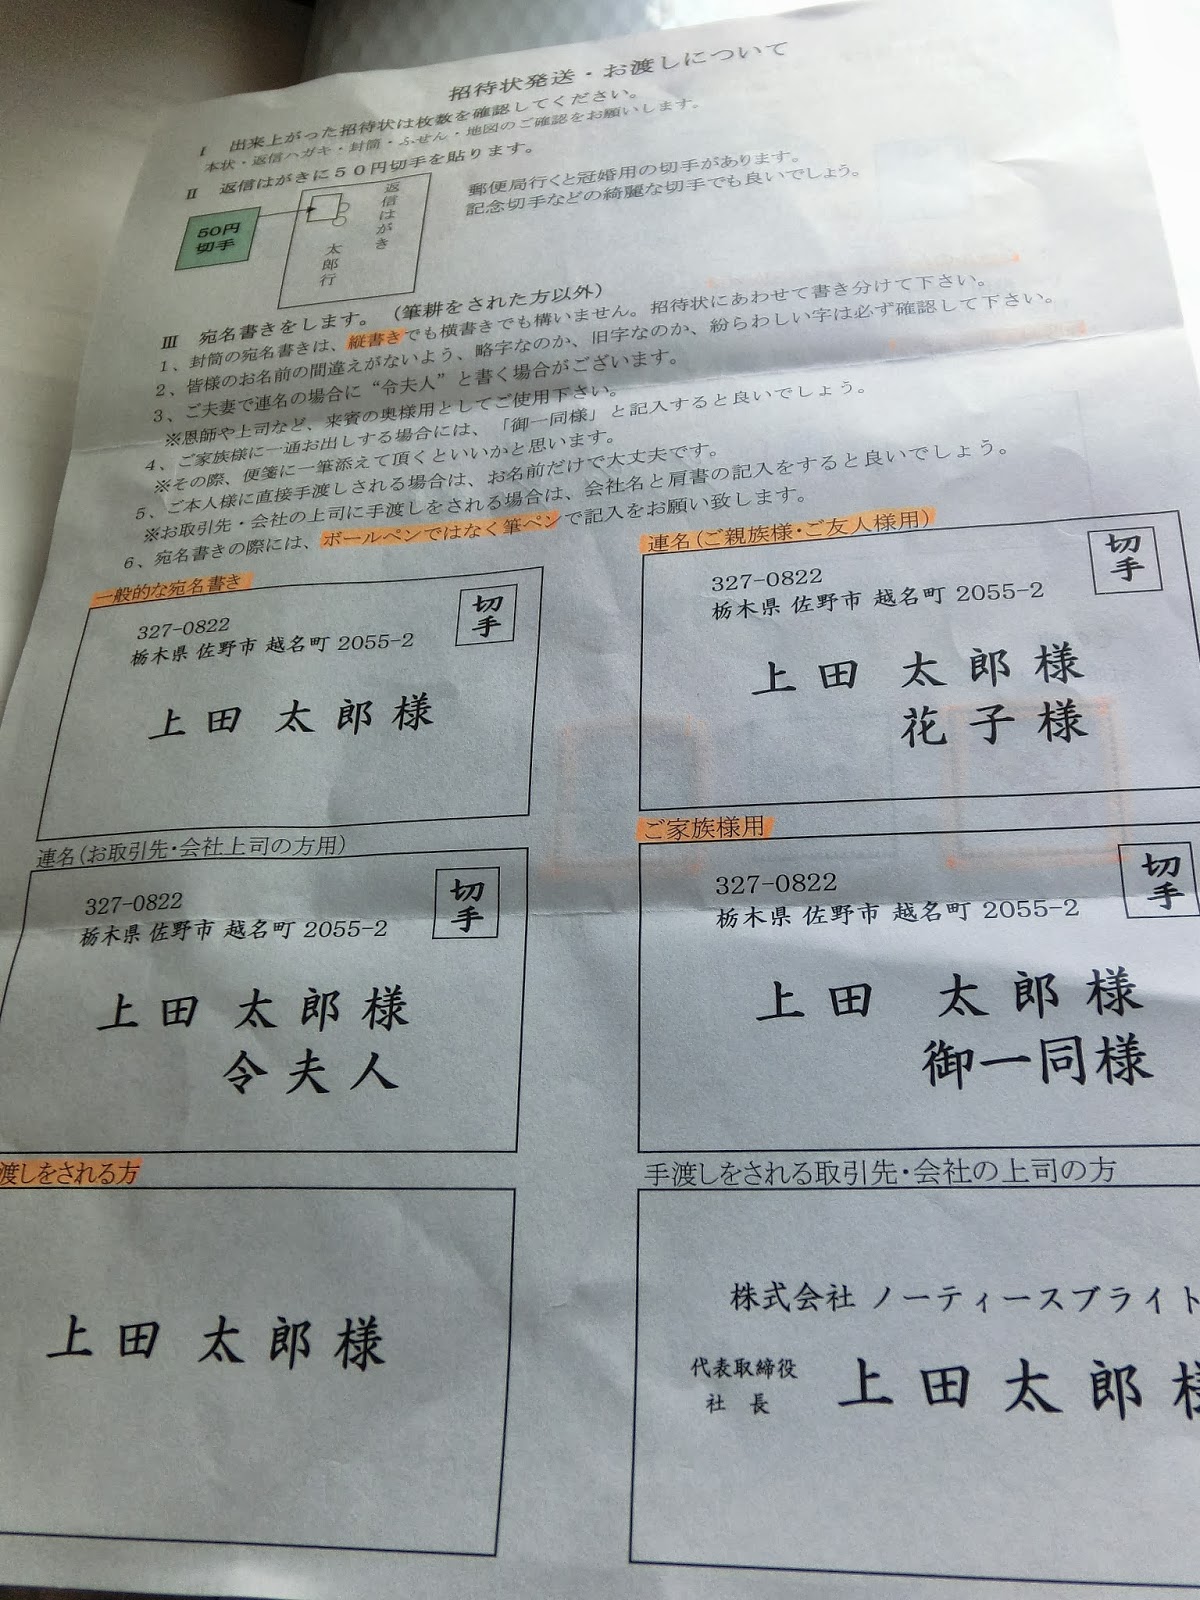 招待状発送・お渡しについて
Ⅰ 出来上がった招待状は枚数を確認してください。
本状・返信ハガキ・封筒・ふせん・地図のご確認をお願いします。
Ⅱ 返信はがきに５０円切手を貼ります。
50円
切手
返信はがき
太郎行
郵便局行くと冠婚用の切手があります。
記念切手などの綺麗な切手でも良いでしょう。
Ⅲ 宛名書きをします。（筆耕をされた方以外）
１、封筒の宛名書きは、縦書きでも横書きでも構いません。招待状にあわせて書き分けて下さい。
２、皆様のお名前の間違えがないよう、略字なのか、旧字なのか、紛らわしい字は必ず確認して下さい。
３、ご夫妻で連名の場合に“令夫人”と書く場合がございます。
※恩師や上司など、来賓の奥様用としてご使用下さい。
４、ご家族様に一通お出しする場合には、「御一同様」と記入すると良いでしょう。
※その際、便箋に一筆添えて頂くといいかと思います。
５、ご本人様に直接手渡しされる場合は、お名前だけで大丈夫です。
※お取引先・会社の上司に手渡しをされる場合は、会社名と肩書の記入をすると良いでしょう。
６、宛名書きの際には、ボールペンではなく筆ペンで記入をお願い致します。
一般的な宛名書き
切手
327-0822
栃木県 佐野市 越名町 2055-2
上田 太郎様
連名(ご親族様・ご友人様用)
切手
327-0822
栃木県 佐野市 越名町 2055-2
上田 太郎様
花子様
連名(お取引先・会社上司の方用)
切手
327-0822
栃木県 佐野市 越名町 2055-2
上田 太郎様
令夫人
ご家族様用
切手
327-0822
栃木県 佐野市 越名町 2055-2
上田 太郎様
御一同様
渡しをされる方
上田 太郎様
手渡しをされる取引先・会社の上司の方
株式会社 ノーティースブライト
代表取締役
社 長
上田太郎様